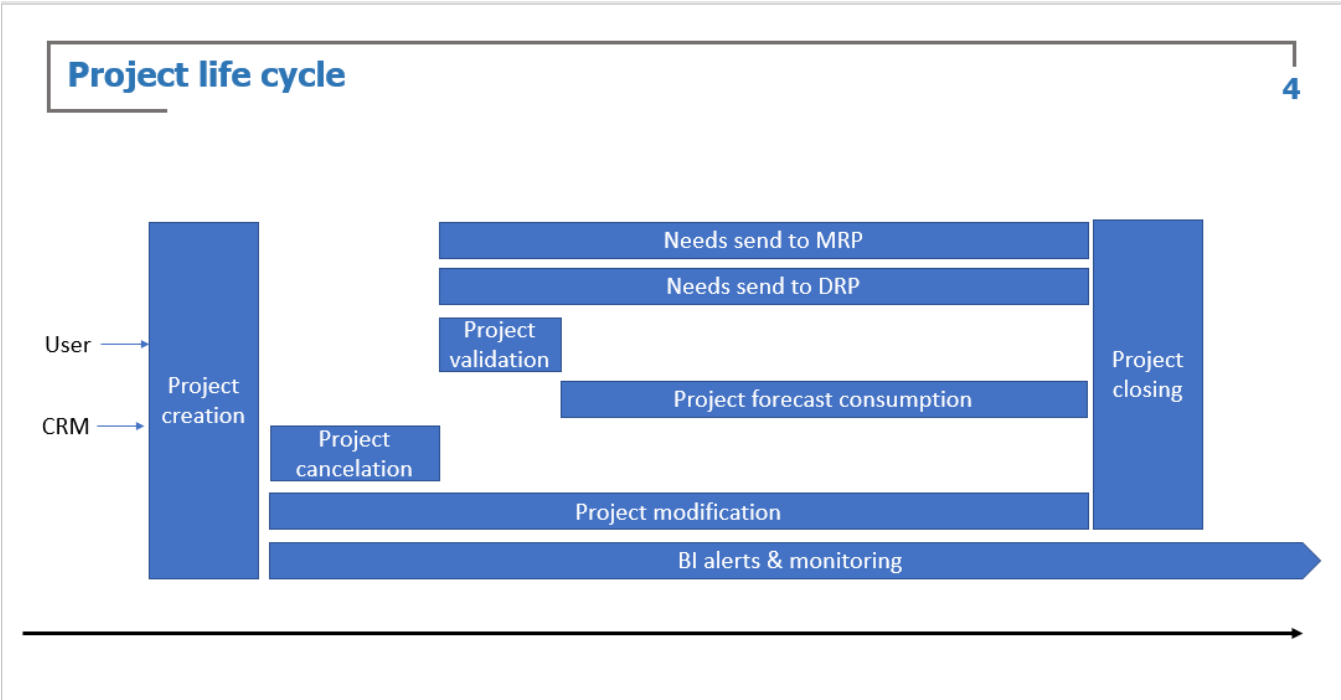 Project life cycle
4
Needs send to MRP
Needs send to DRP
Project
validation
User
Project
creation
Project
closing
Project forecast consumption
CRM
Project
cancelation
Project modification
BI alerts & monitoring